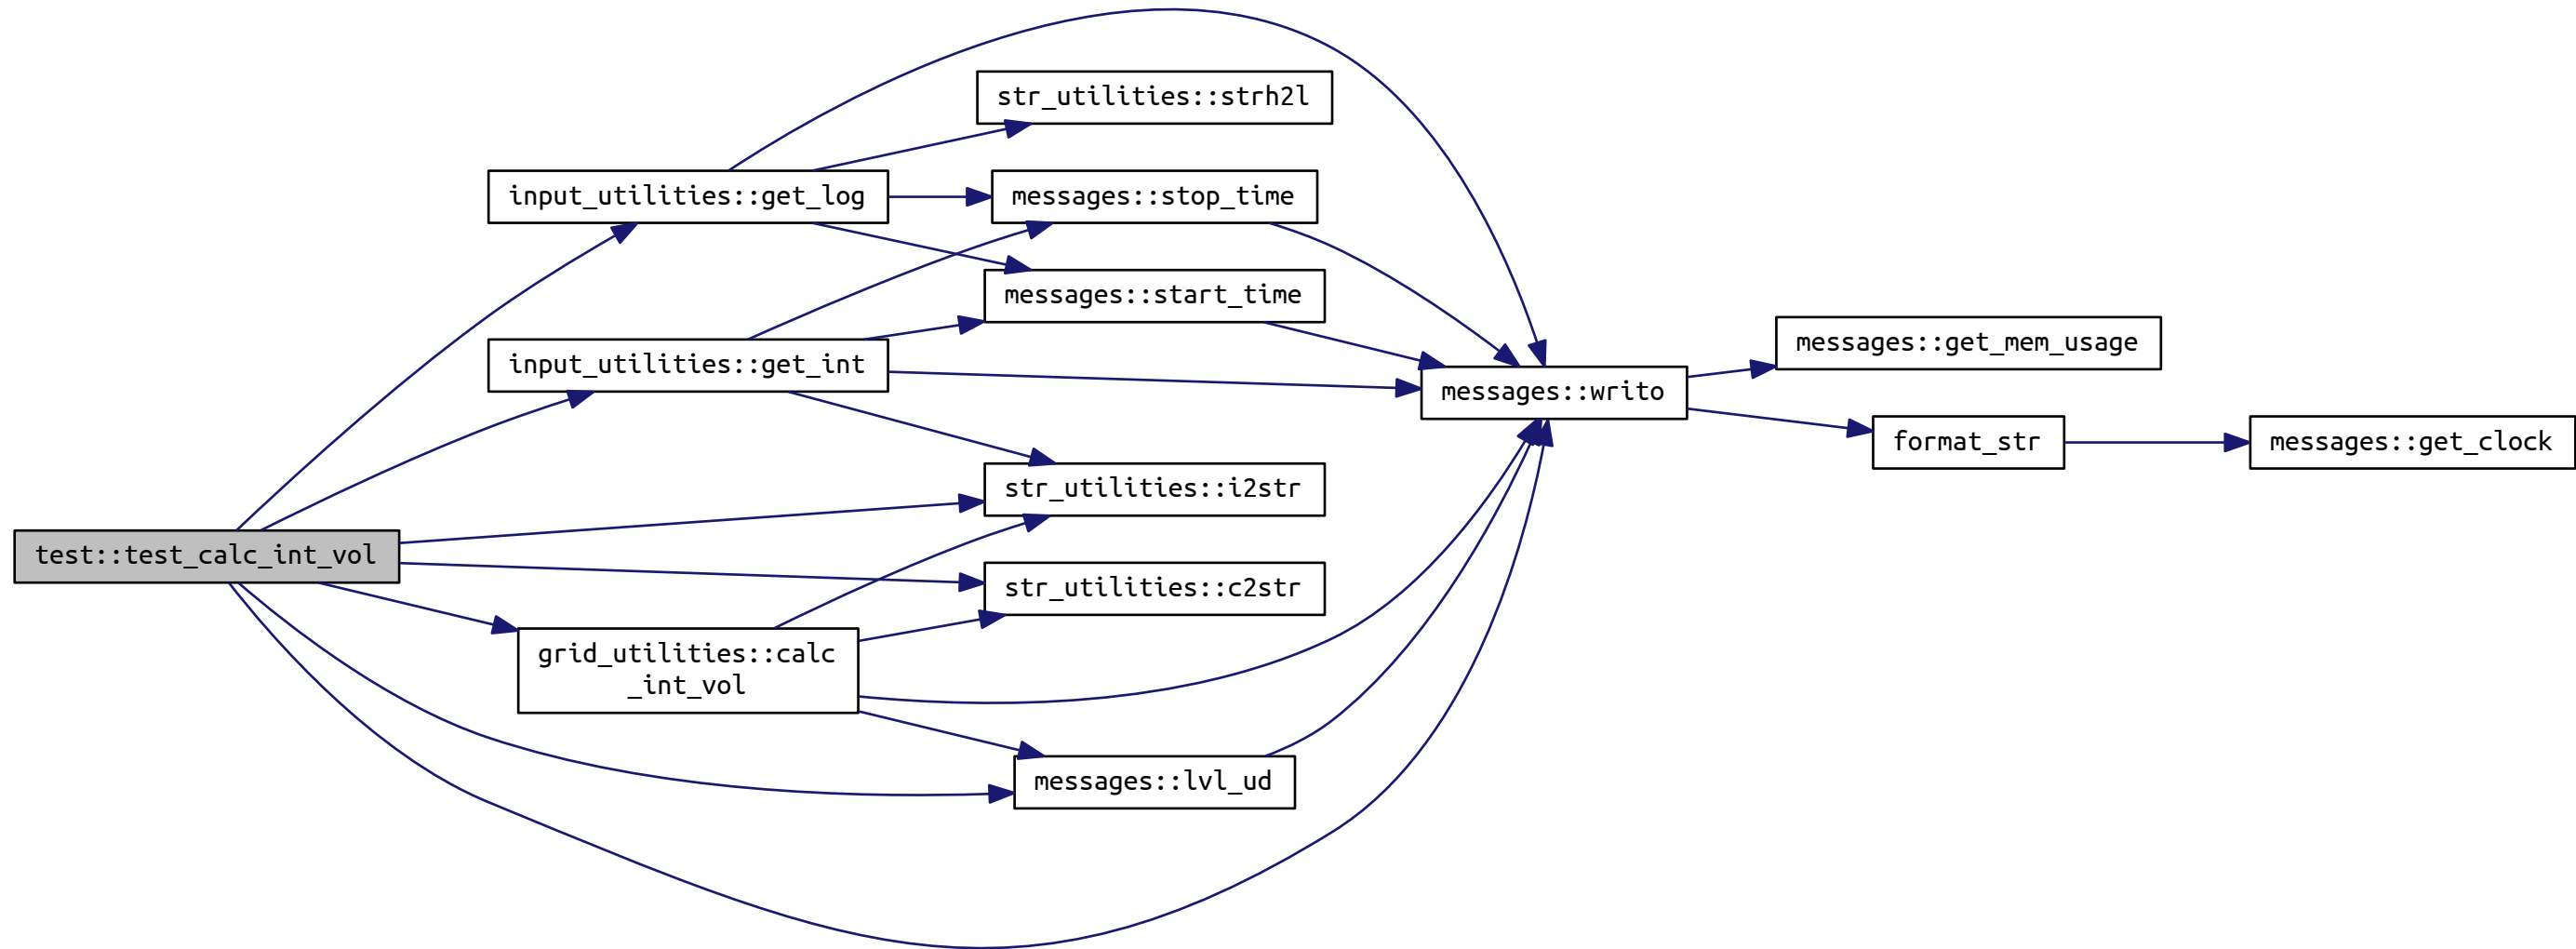 str_utilities::strh2l
input_utilities::get_log
messages::stop_time
messages::start_time
messages::get_mem_usage
input_utilities::get_int
messages::writo
format_str
messages::get_clock
str_utilities::i2str
test::test_calc_int_vol
str_utilities::c2str
grid_utilities::calc
_int_vol
messages::lvl_ud